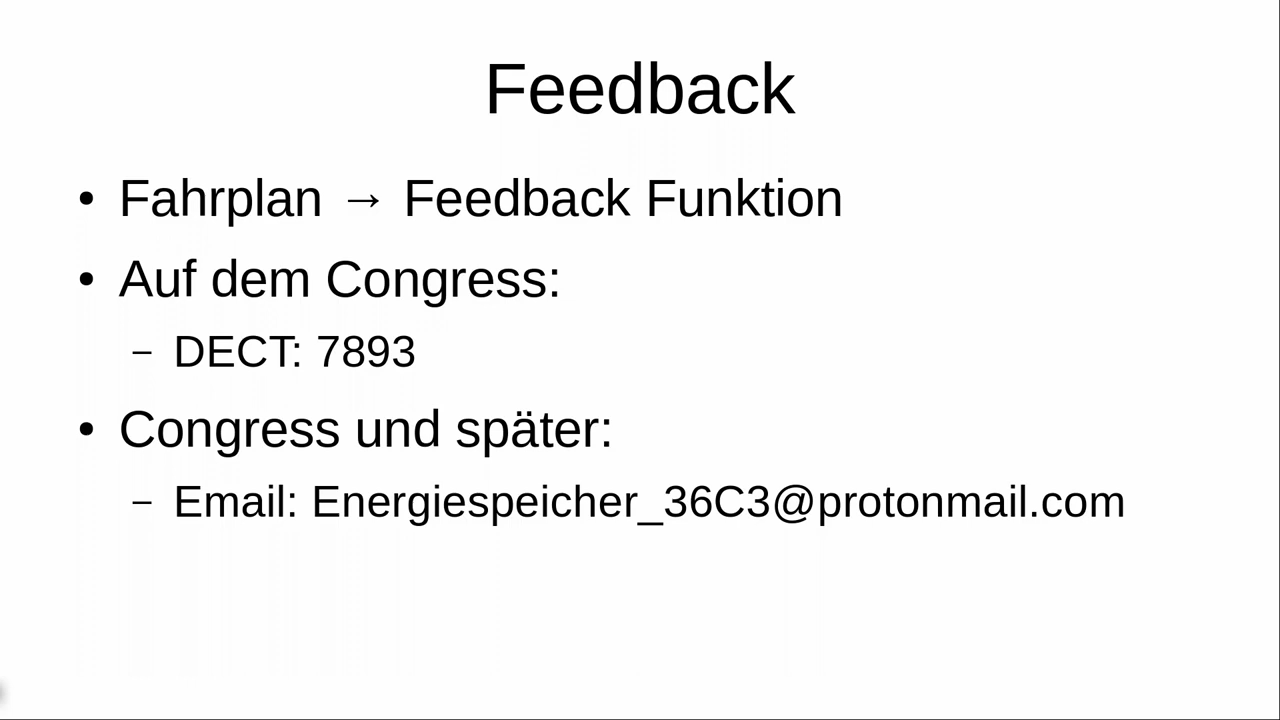 Feedback
• Fahrplan → Feedback Funktion
• Auf dem Congress:
– DECT: 7893
• Congress und später:
– Email: Energiespeicher_36C3@protonmail.com